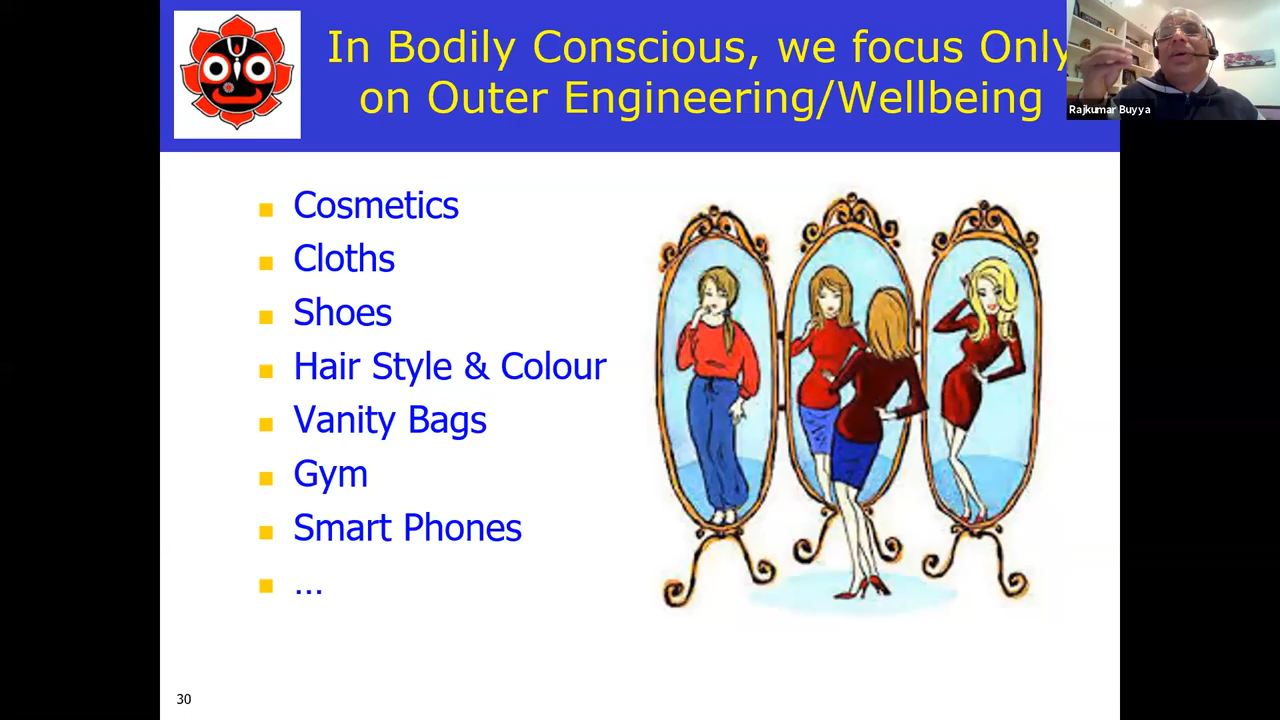 In Bodily Conscious, we focus Only
on Outer Engineering/Wellbeing
Rajkumar Buyya
Cosmetics
Cloths
Shoes
Hair Style & Colour
Vanity Bags
Gym
Smart Phones
...
30